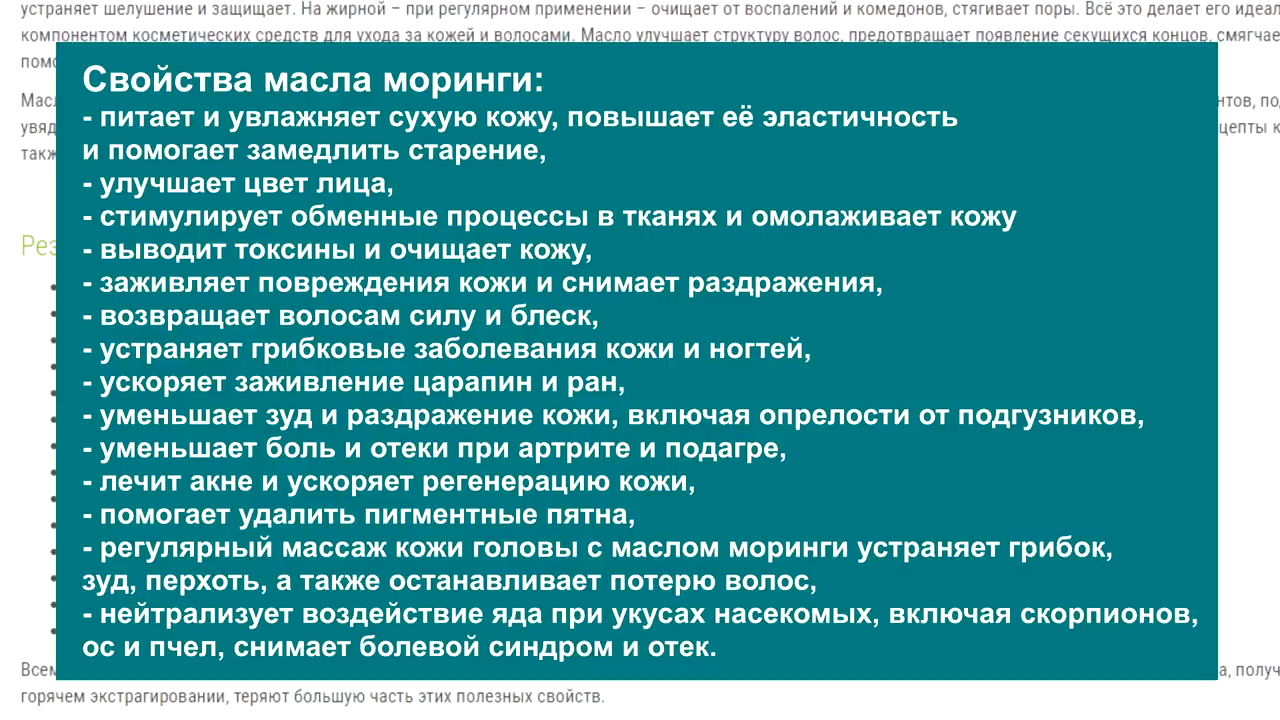 устраняет шелушение и защищает. На жирной – при регулярном применении – очищает от воспалений и комедонов, стягивает поры. Всё это делает его
компонентом косметических средств для ухода за кожей и волосами. Масло улучшает структуру волос, предотвращает появление секущихся концов,
Свойства масла моринги:
- питает и увлажняет сухую кожу, повышает её эластичность
и помогает замедлить старение,
- улучшает цвет лица,
- стимулирует обменные процессы в тканях и омолаживает кожу
- выводит токсины и очищает кожу,
- заживляет повреждения кожи и снимает раздражения,
- возвращает волосам силу и блеск,
- устраняет грибковые заболевания кожи и ногтей,
- ускоряет заживление царапин и ран,
- уменьшает зуд и раздражение кожи, включая опрелости от подгузников,
- уменьшает боль и отеки при артрите и подагре,
- лечит акне и ускоряет регенерацию кожи,
- помогает удалить пигментные пятна,
- регулярный массаж кожи головы с маслом моринги устраняет грибок,
зуд, перхоть, а также останавливает потерю волос,
- нейтрализует воздействие яда при укусах насекомых, включая скорпионов,
ос и пчел, снимает болевой синдром и отек.
горячем экстрагировании, теряют большую часть этих полезных свойств.